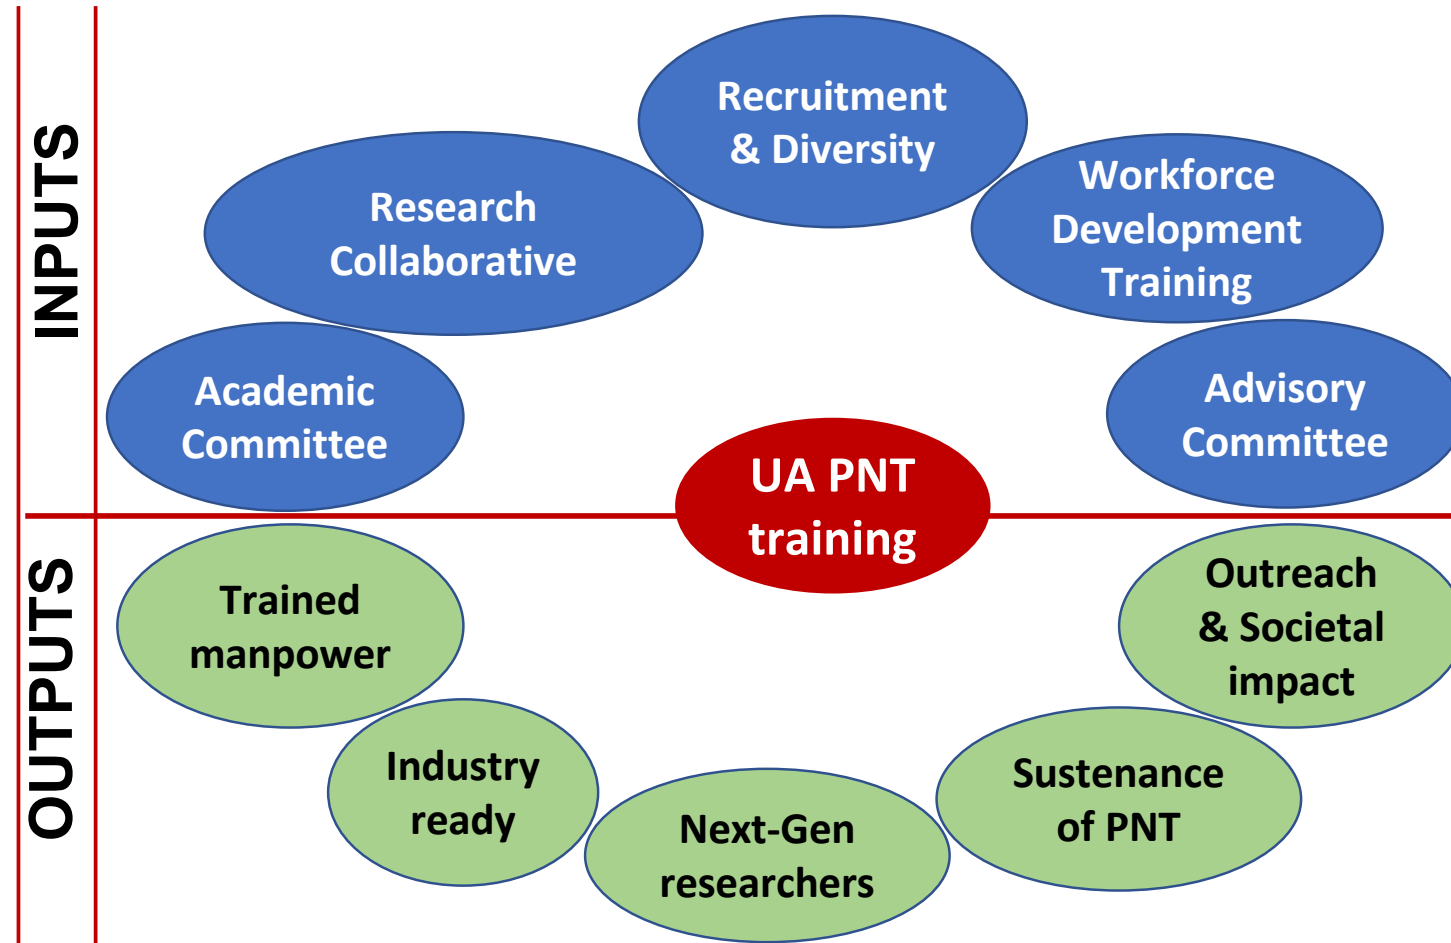 INPUTS
Recruitment
& Diversity
Research
Collaborative
Workforce
Development
Training
Academic
Committee
Advisory
Committee
UA PNT
training
OUTPUTS
Trained
manpower
Outreach
& Societal
impact
Industry
ready
Sustenance
of PNT
Next-Gen
researchers